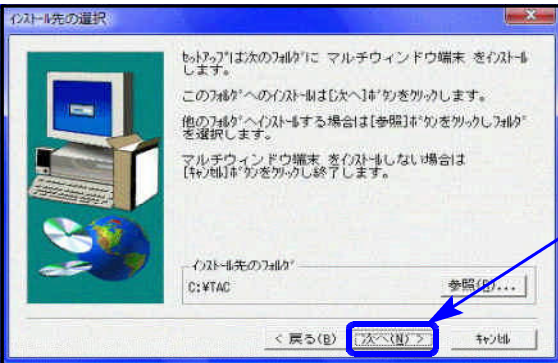 インストール先の選択
セットアップは次のフォルダに マルチウィンドウ端末 をインストール
します。
このフォルダへのインストールは[次へ]ボタンをクリックします。
他のフォルダへインストールする場合は[参照]ボタンをクリックしフォルダ
を選択します。
マルチウィンドウ端末 をインストールしない場合は
[キャンセル]ボタンをクリックし終了します。
インストール先のフォルダ
C:¥TAC
参照(R)...
< 戻る(B)
次へ(N) >
キャンセル